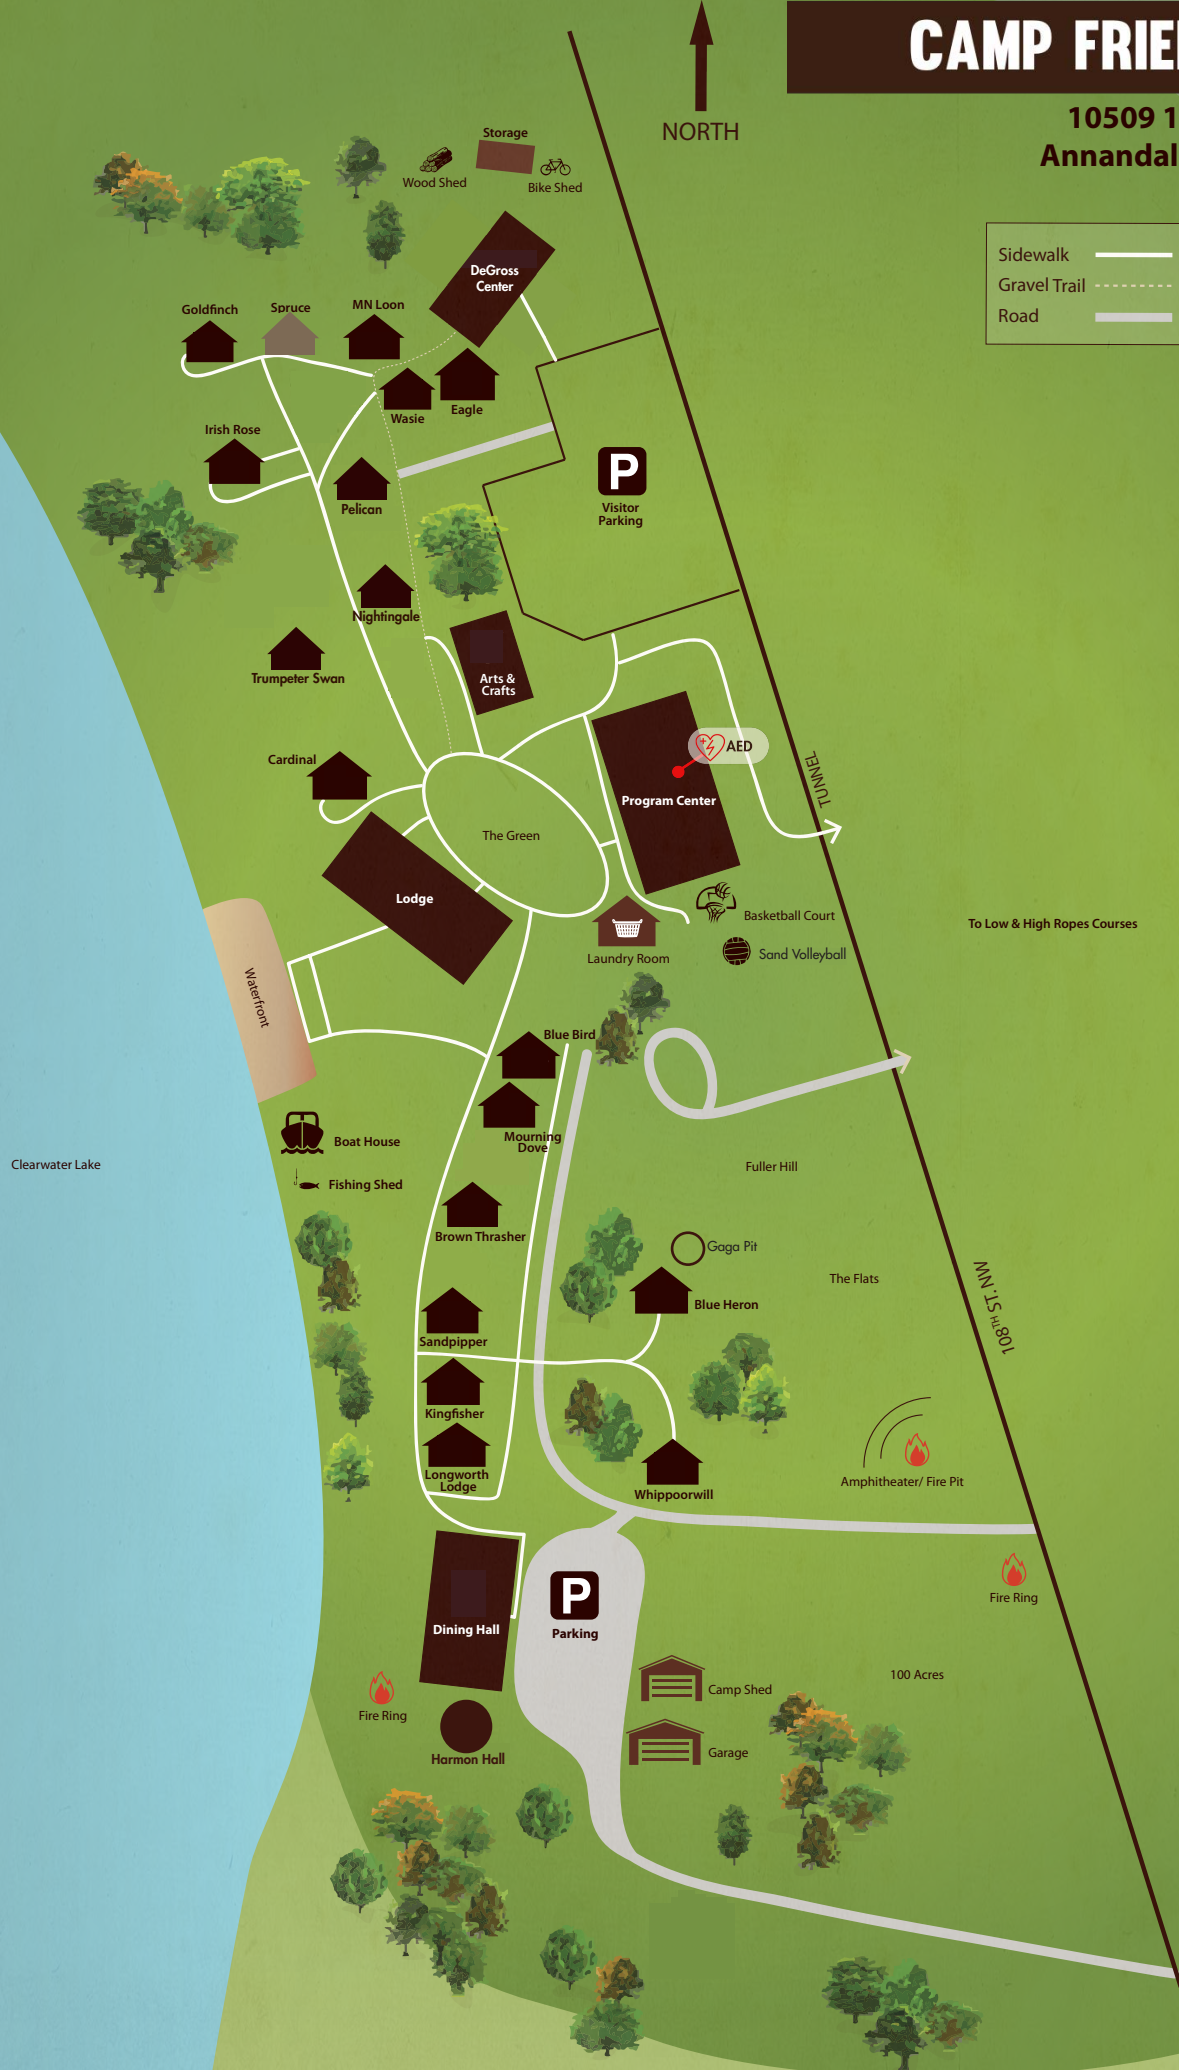 CAMP FRIE
10509 1
Annandal
NORTH
Sidewalk
Gravel Trail
Road
Storage
Wood Shed
Bike Shed
DeGross
Center
Goldfinch
Spruce
MN Loon
Wasie
Eagle
Irish Rose
Pelican
P
Visitor
Parking
Nightingale
Trumpeter Swan
Arts &
Crafts
Cardinal
AED
TUNNEL
Program Center
The Green
Lodge
Basketball Court
To Low & High Ropes Courses
Laundry Room
Sand Volleyball
Waterfront
Blue Bird
Mourning
Dove
Boat House
Clearwater Lake
Fuller Hill
Fishing Shed
Brown Thrasher
Gaga Pit
The Flats
Blue Heron
108TH ST. NW
Sandpipper
Kingfisher
Longworth
Lodge
Amphitheater/ Fire Pit
Whippoorwill
P
Fire Ring
Dining Hall
Parking
100 Acres
Camp Shed
Fire Ring
Harmon Hall
Garage